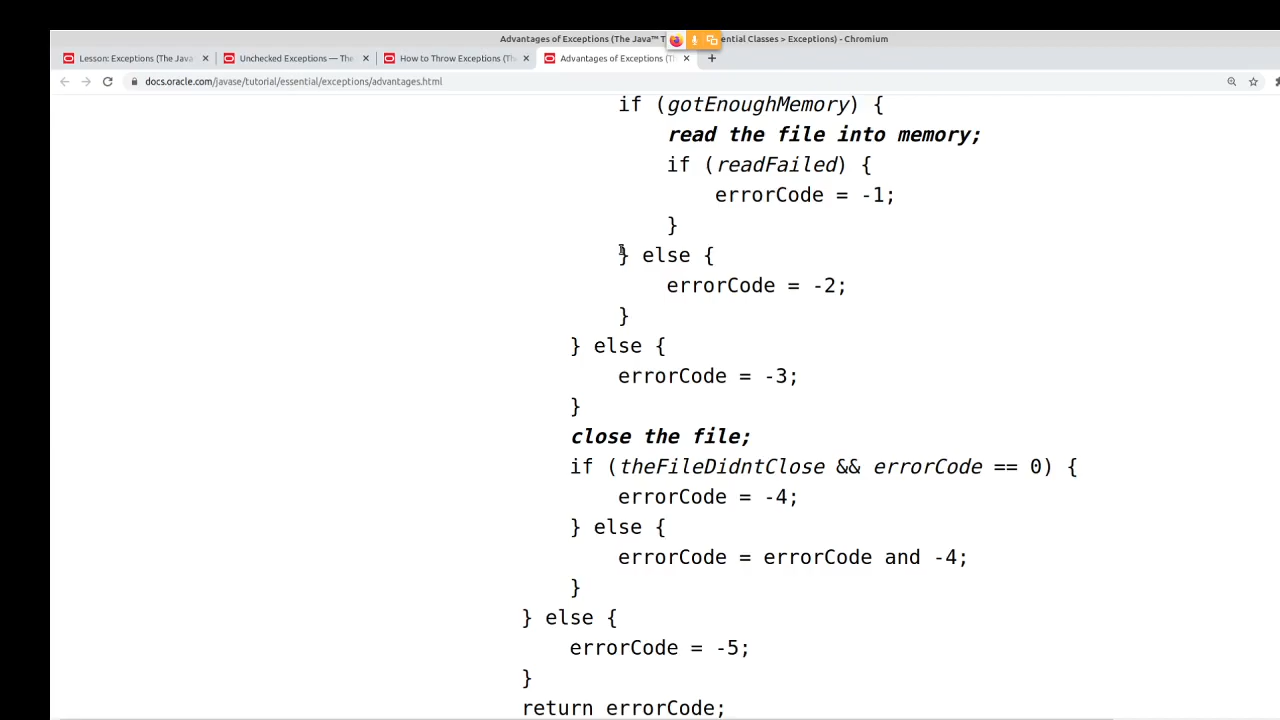 Advantages of Exceptions (The Java™ T ential Classes > Exceptions) - Chromium
Lesson: Exceptions (The Java
Unchecked Exceptions — The
How to Throw Exceptions (Th
Advantages of Exceptions (T
docs.oracle.com/javase/tutorial/essential/exceptions/advantages.html
if (gotEnoughMemory) {
read the file into memory;
if (readFailed) {
errorCode = -1;
}
} else {
errorCode = -2;
}
} else {
errorCode = -3;
}
close the file;
if (theFileDidntClose && errorCode == 0) {
errorCode = -4;
} else {
errorCode = errorCode and -4;
}
} else {
errorCode = -5;
}
return errorCode;